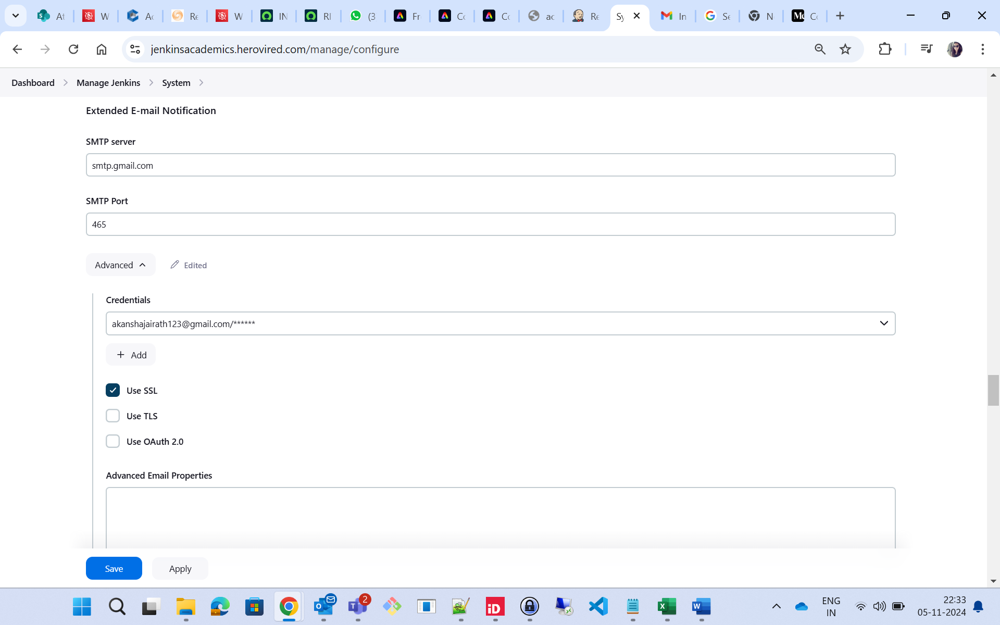 At
W
Ac
Re
W
IN
RI
(3
Fr
Cc
Cc
ac
Re
Sy
In
Se
N
Cc
jenkinsacademics.herovired.com/manage/configure
Dashboard
Manage Jenkins
System
Extended E-mail Notification
SMTP server
smtp.gmail.com
SMTP Port
465
Advanced
Edited
Credentials
akanshajairath123@gmail.com/******
+ Add
Use SSL
Use TLS
Use OAuth 2.0
Advanced Email Properties
Save
Apply
2
ENG
IN
22:33
05-11-2024